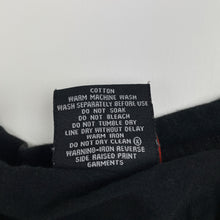 COTTON
WARM MACHINE WASH
WASH SEPARATELY BEFORE USE
DO NOT SOAK
DO NOT BLEACH
DO NOT TUMBLE DRY
LINE DRY WITHOUT DELAY
WARM IRON
DO NOT DRY CLEAN Ⓧ
WARNING-IRON REVERSE
SIDE RAISED PRINT
GARMENTS